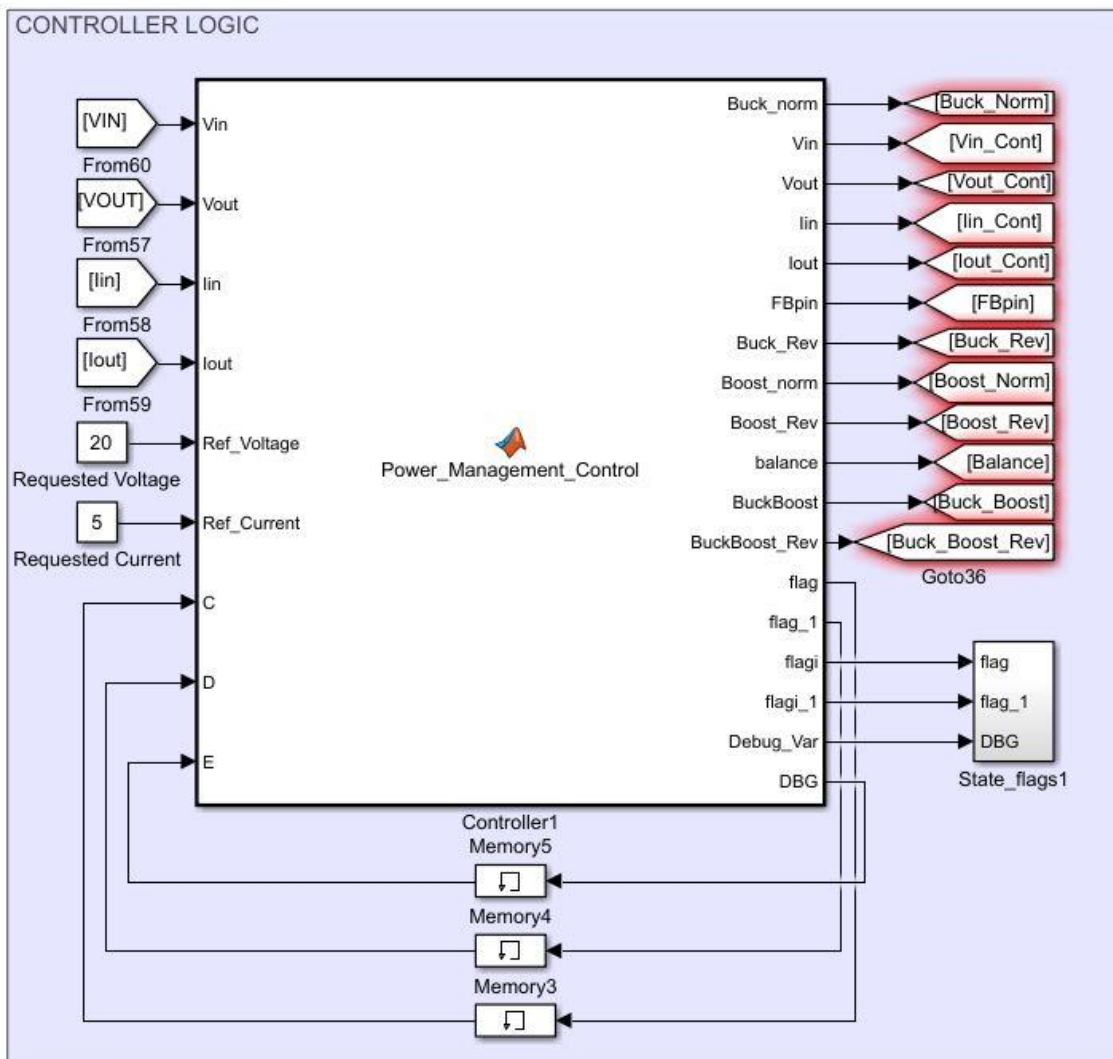 CONTROLLER LOGIC
[VIN]
From60
[VOUT]
From57
[Iin]
From58
[Iout]
From59
20
Requested Voltage
5
Requested Current
Vin
Vout
Iin
Iout
Ref_Voltage
Ref_Current
C
D
E
Power_Management_Control
Buck_norm
Vin
Vout
Iin
Iout
FBpin
Buck_Rev
Boost_norm
Boost_Rev
balance
BuckBoost
BuckBoost_Rev
flag
flag_1
flagi
flagi_1
Debug_Var
DBG
[Buck_Norm]
[Vin_Cont]
[Vout_Cont]
[Iin_Cont]
[Iout_Cont]
[FBpin]
[Buck_Rev]
[Boost_Norm]
[Boost_Rev]
[Balance]
[Buck_Boost]
[Buck_Boost_Rev]
Goto36
flag
flag_1
DBG
State_flags1
Controller1
Memory5
Memory4
Memory3